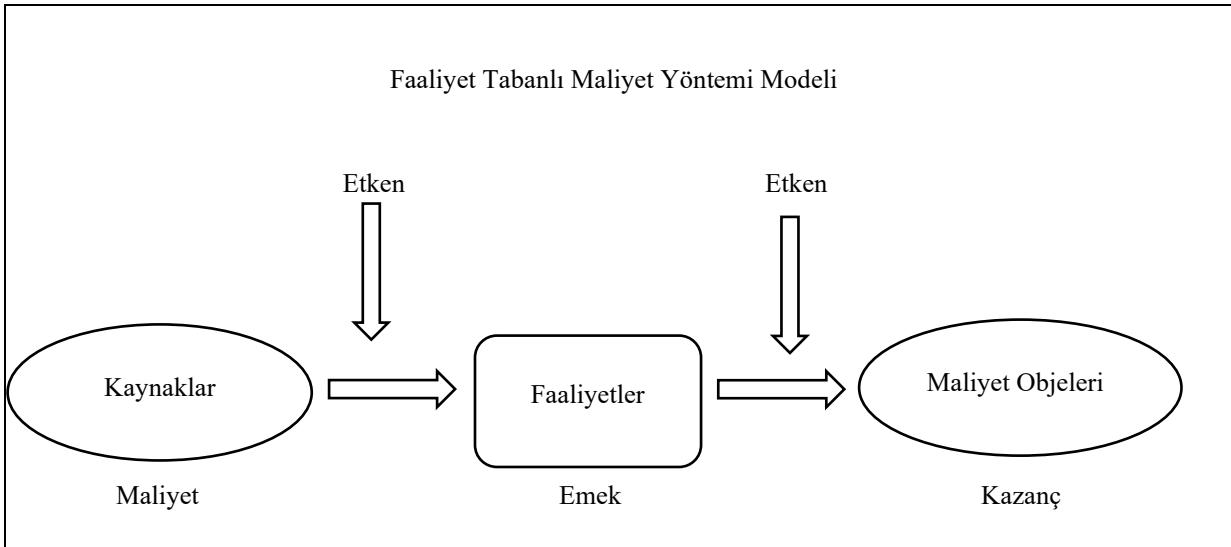 Faaliyet Tabanlı Maliyet Yöntemi Modeli
Etken
Etken
Kaynaklar
Faaliyetler
Maliyet Objeleri
Maliyet
Emek
Kazanç